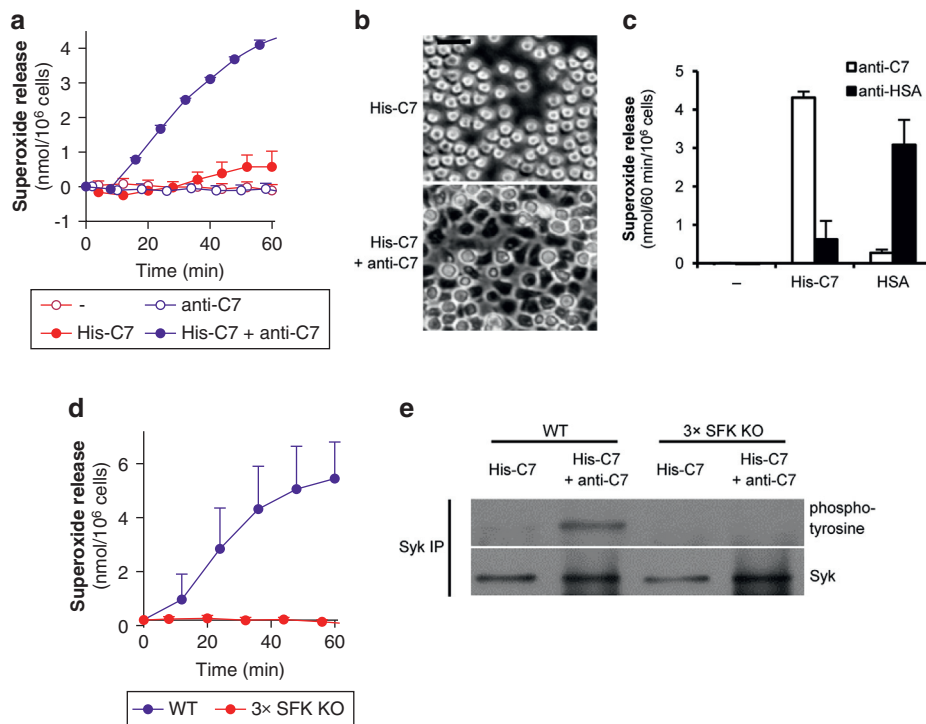 a
Superoxide release
(nmol/10⁶ cells)
4
3
2
1
0
-1
0
20
40
60
Time (min)
-
anti-C7
His-C7
His-C7 + anti-C7
b
His-C7
His-C7
+ anti-C7
c
Superoxide release
(nmol/60 min/10⁶ cells)
5
4
3
2
1
0
anti-C7
anti-HSA
–
His-C7
HSA
d
Superoxide release
(nmol/10⁶ cells)
6
4
2
0
0
20
40
60
Time (min)
WT
3× SFK KO
e
WT
3× SFK KO
His-C7
His-C7
+ anti-C7
His-C7
His-C7
+ anti-C7
Syk IP
phospho-
tyrosine
Syk